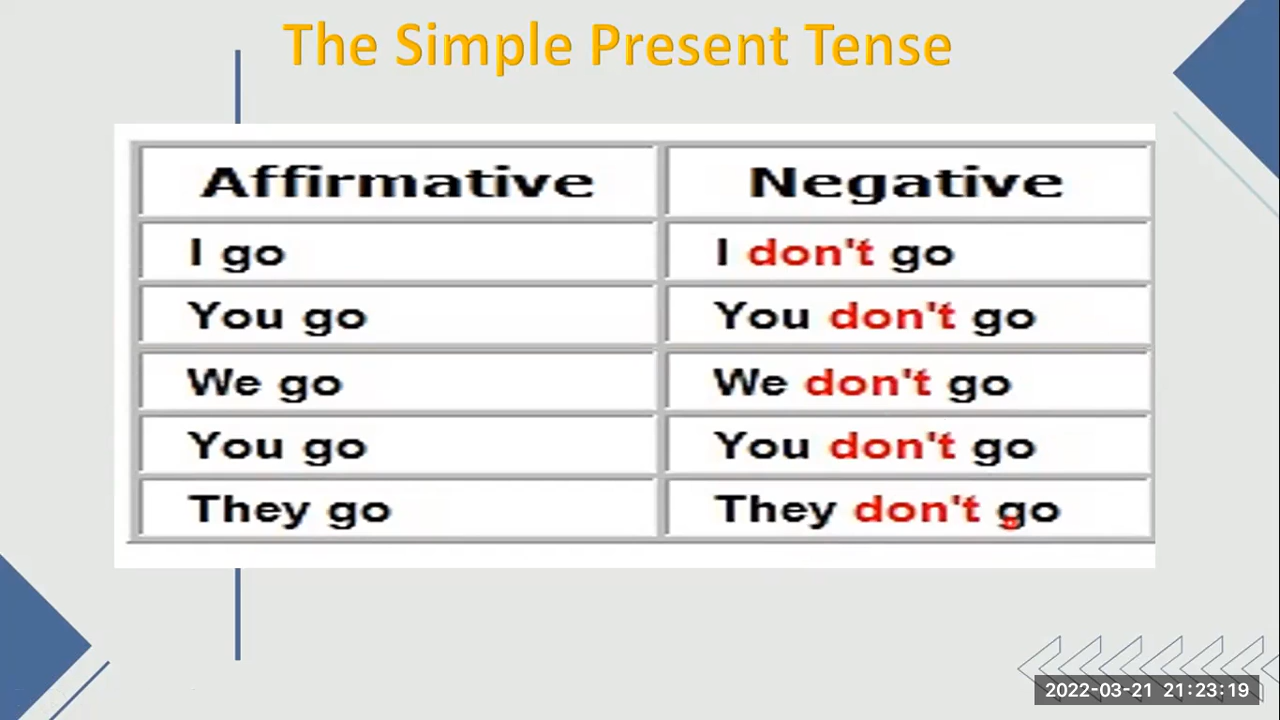 The Simple Present Tense
Affirmative Negative
I go I don't go
You go You don't go
We go We don't go
You go You don't go
They go They don't go
2022-03-21 21:23:19